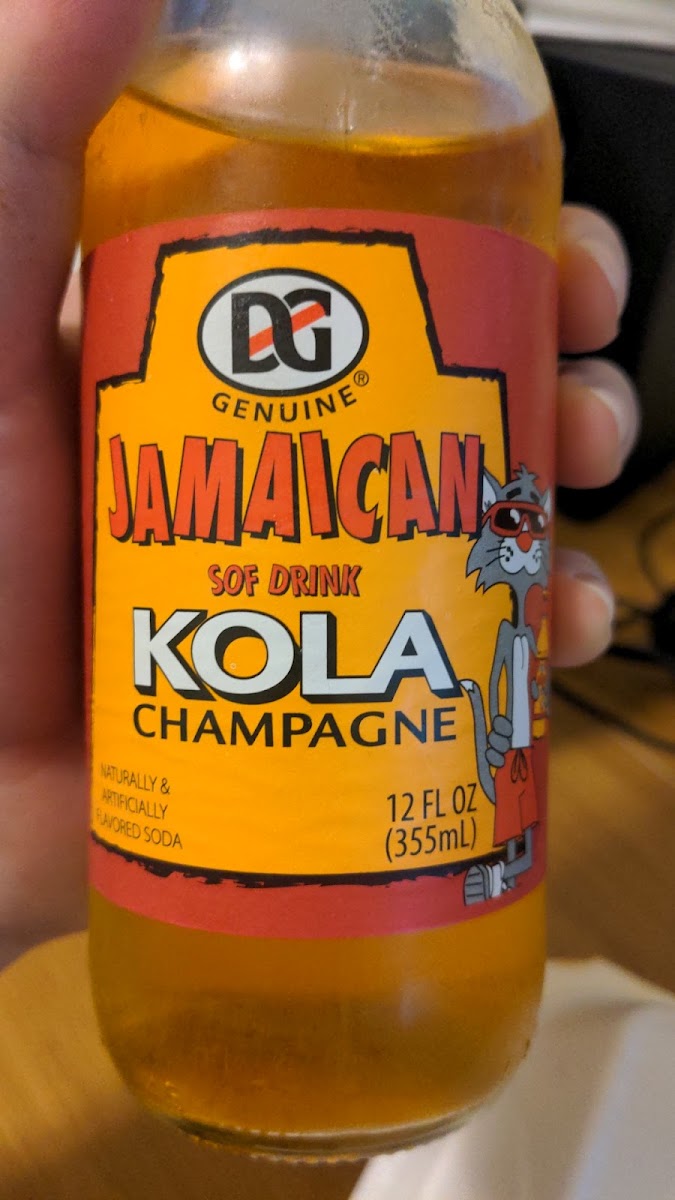 DG
GENUINE®
JAMAICAN
SOF DRINK
KOLA
CHAMPAGNE
NATURALLY &
ARTIFICIALLY
FLAVORED SODA
12 FL OZ
(355mL)